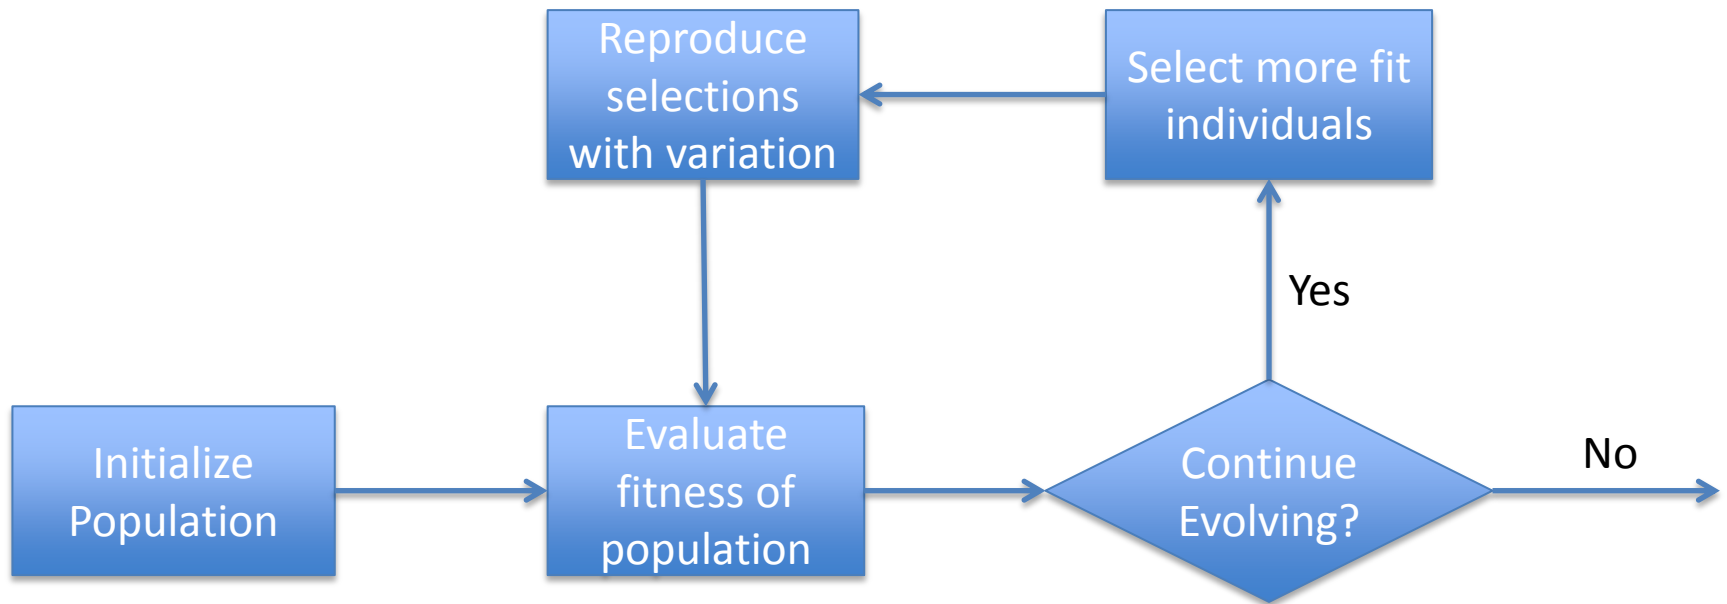 Reproduce
selections
with variation
Select more fit
individuals
Yes
Initialize
Population
Evaluate
fitness of
population
Continue
Evolving?
No